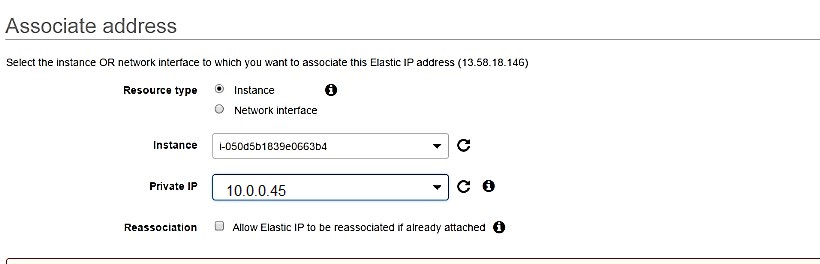 Associate address
Select the instance OR network interface to which you want to associate this Elastic IP address (13.58.18.146)
Resource type Instance
Network interface
Instance i-050d5b1839e0663b4
Private IP 10.0.0.45
Reassociation Allow Elastic IP to be reassociated if already attached